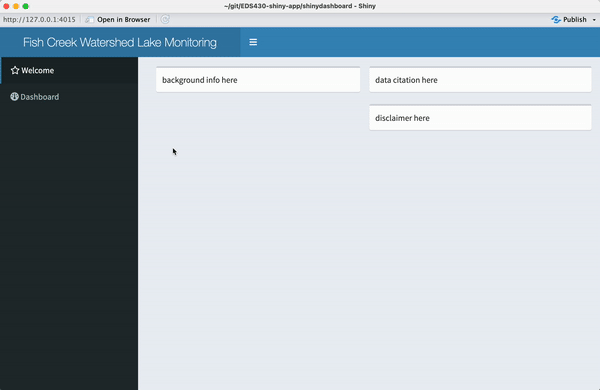 ~/git/EDS430-shiny-app/shinydashboard - Shiny
http://127.0.0.1:4015 Open in Browser Publish
Fish Creek Watershed Lake Monitoring
Welcome
Dashboard
background info here
data citation here
disclaimer here